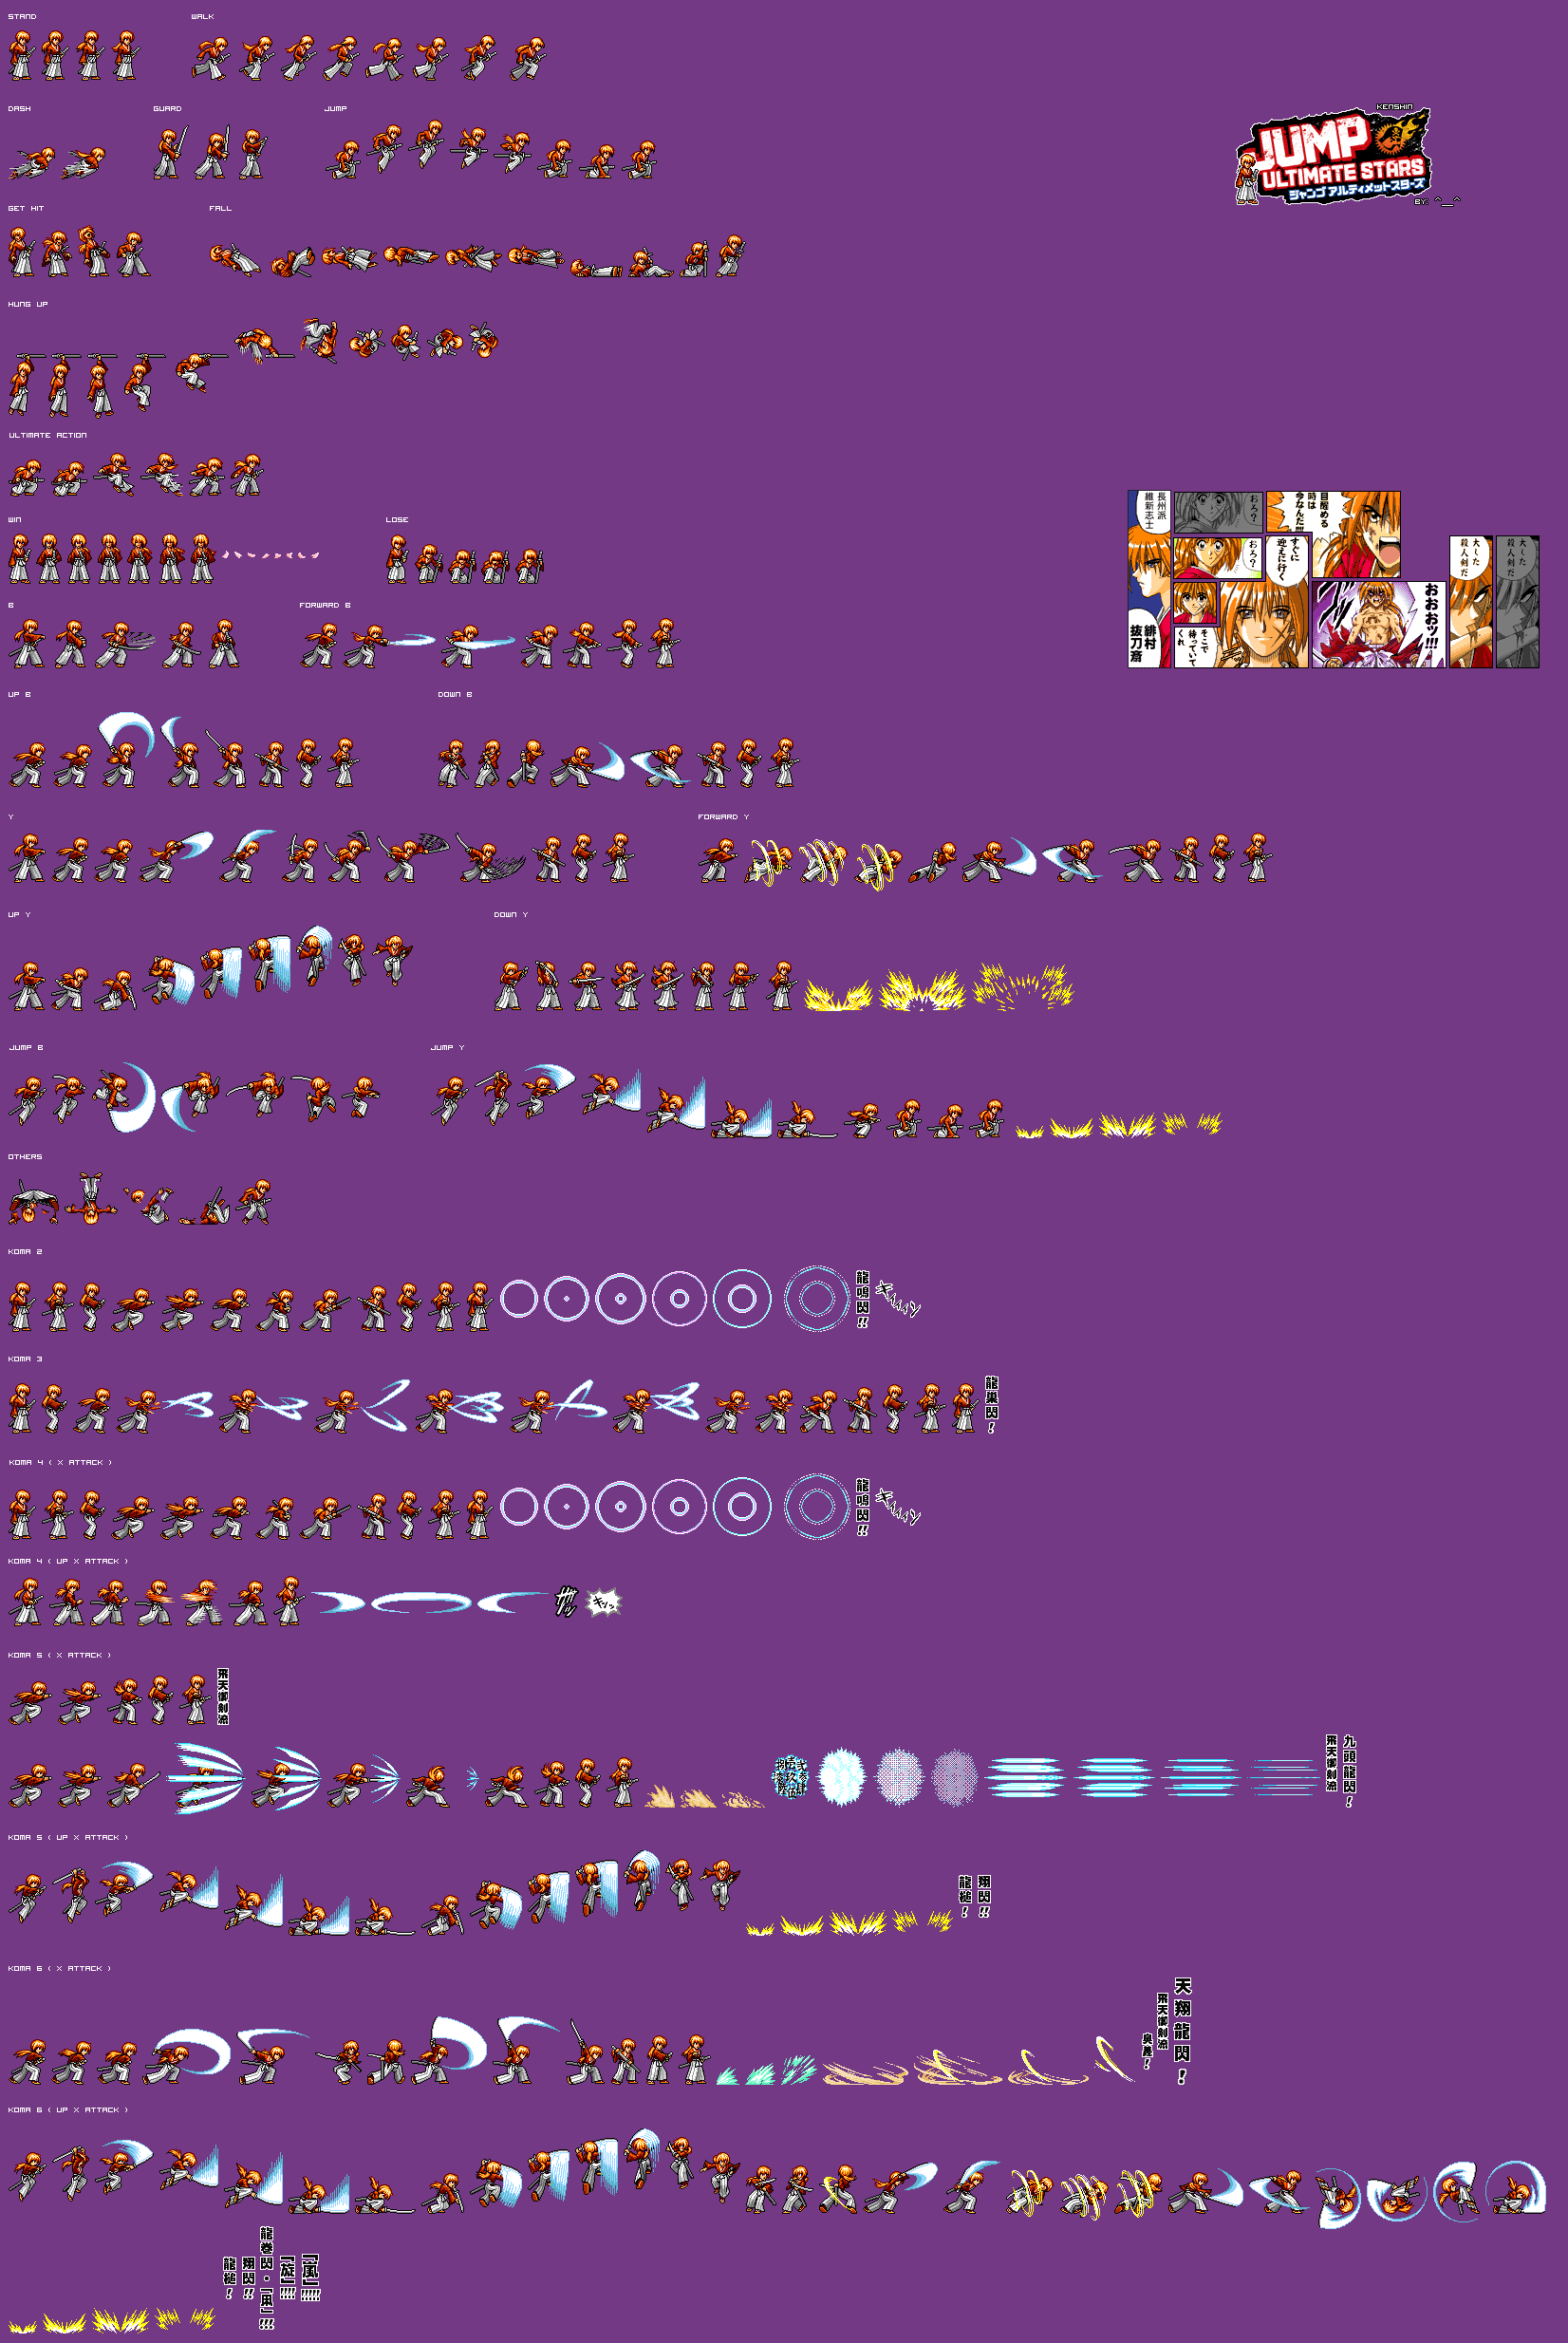 STAND
WALK
DASH
GUARD
JUMP
KENSHIN
JUMP
ULTIMATE STARS
ジャンプ アルティメットスターズ
BY: ^__^
GET HIT
FALL
HUNG UP
ULTIMATE ACTION
WIN
LOSE
長州派
維新志士
緋村
抜刀斎
おろ?
おろ?
目醒める
時は
今なんだ!!!
すぐに
迎えに行く
そこで
待っていて
くれ
おおおッ!!!
大した
殺人剣だ
大した
殺人剣だ
B
FORWARD B
UP B
DOWN B
Y
FORWARD Y
UP Y
DOWN Y
JUMP B
JUMP Y
OTHERS
KOMA 2
龍鳴閃!!
KOMA 3
龍巣閃!
KOMA 4 ( X ATTACK )
龍鳴閃!!
KOMA 4 ( UP X ATTACK )
KOMA 5 ( X ATTACK )
飛天御剣流
九頭龍閃!
飛天御剣流
KOMA 5 ( UP X ATTACK )
翔閃!!
龍槌!
KOMA 6 ( X ATTACK )
天翔龍閃!
飛天御剣流
奥義!
KOMA 6 ( UP X ATTACK )
「嵐」!!!!!
「旋」!!!!
龍巻閃・「凩」!!!
翔閃!!
龍槌!